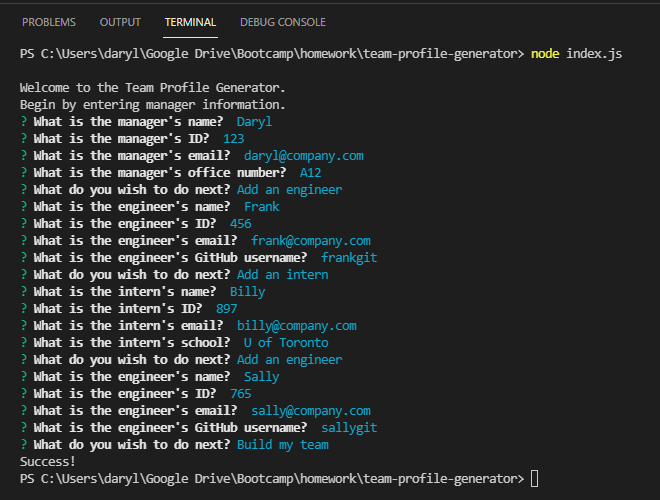 PROBLEMS OUTPUT TERMINAL DEBUG CONSOLE
PS C:\Users\daryl\Google Drive\Bootcamp\homework\team-profile-generator> node index.js
Welcome to the Team Profile Generator.
Begin by entering manager information.
? What is the manager's name? Daryl
? What is the manager's ID? 123
? What is the manager's email? daryl@company.com
? What is the manager's office number? A12
? What do you wish to do next? Add an engineer
? What is the engineer's name? Frank
? What is the engineer's ID? 456
? What is the engineer's email? frank@company.com
? What is the engineer's GitHub username? frankgit
? What do you wish to do next? Add an intern
? What is the intern's name? Billy
? What is the intern's ID? 897
? What is the intern's email? billy@company.com
? What is the intern's school? U of Toronto
? What do you wish to do next? Add an engineer
? What is the engineer's name? Sally
? What is the engineer's ID? 765
? What is the engineer's email? sally@company.com
? What is the engineer's GitHub username? sallygit
? What do you wish to do next? Build my team
Success!
PS C:\Users\daryl\Google Drive\Bootcamp\homework\team-profile-generator>